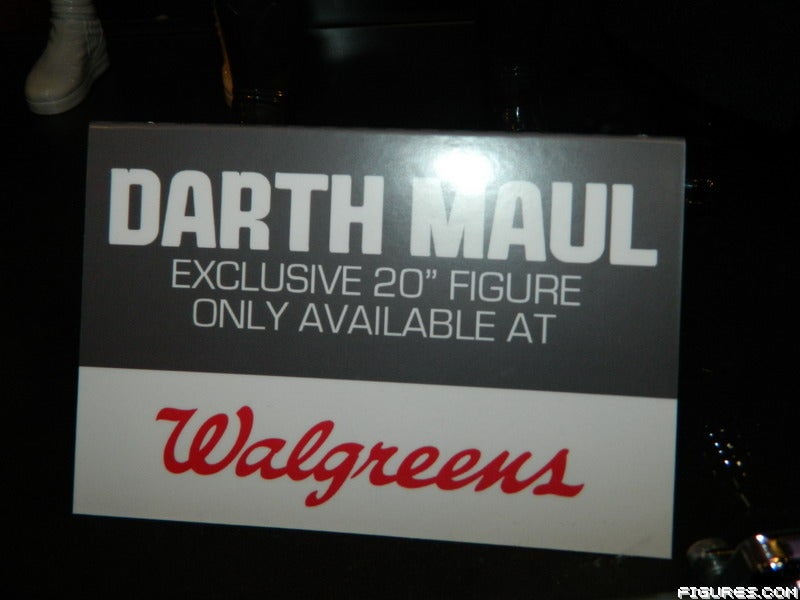 DARTH MAUL
EXCLUSIVE 20” FIGURE
ONLY AVAILABLE AT
Walgreens
FIGURES.COM